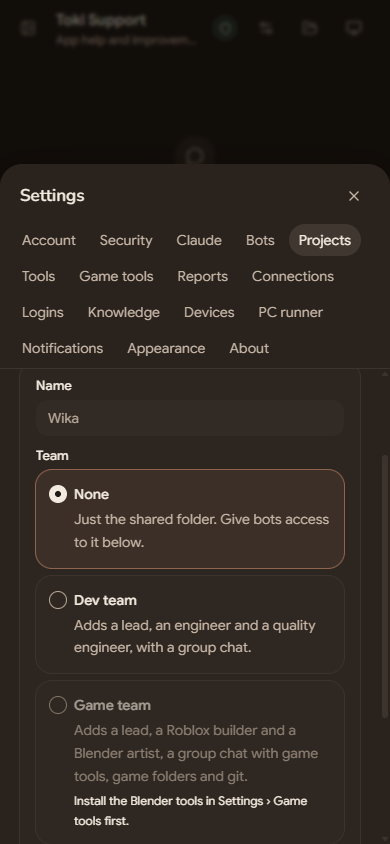 Toki Support
App help and improvem...
Settings
Account Security Claude Bots Projects
Tools Game tools Reports Connections
Logins Knowledge Devices PC runner
Notifications Appearance About
Name
Wika
Team
None
Just the shared folder. Give bots access
to it below.
Dev team
Adds a lead, an engineer and a quality
engineer, with a group chat.
Game team
Adds a lead, a Roblox builder and a
Blender artist, a group chat with game
tools, game folders and git.
Install the Blender tools in Settings › Game
tools first.